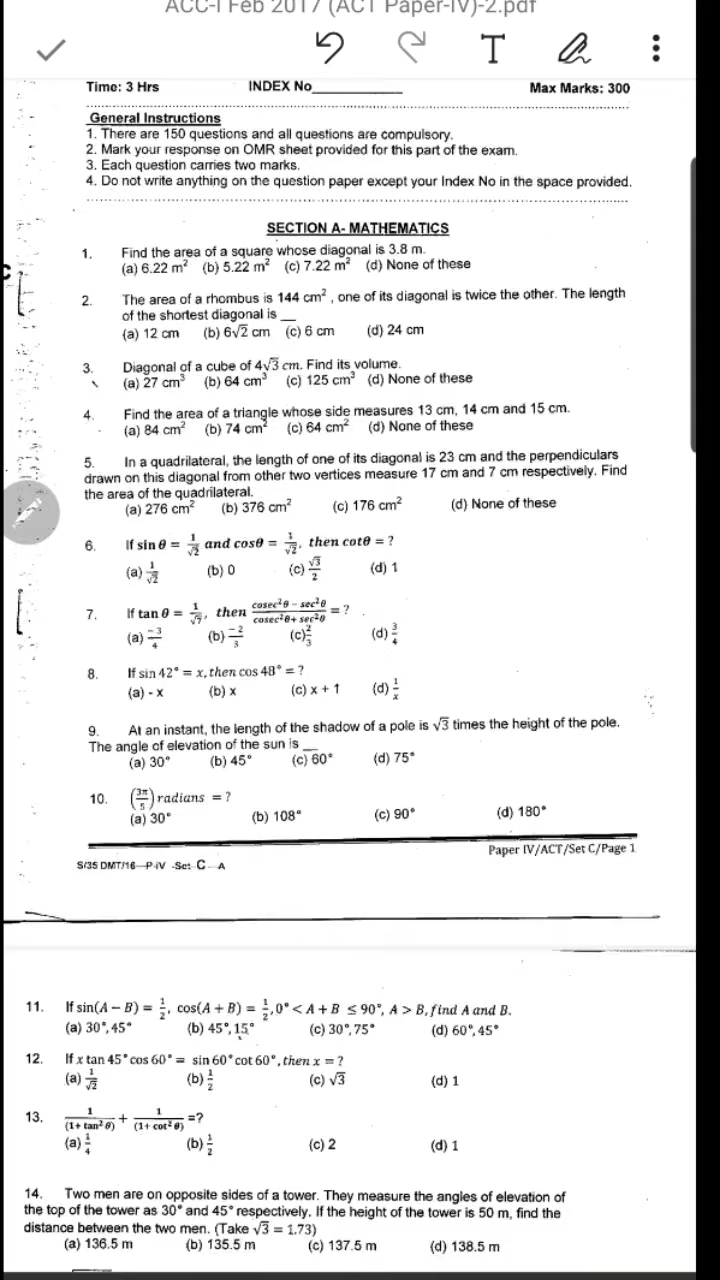 ACC-1 Feb 2017 (ACT Paper-IV)-2.pdf
T
Time: 3 Hrs INDEX No____________ Max Marks: 300
General Instructions
1. There are 150 questions and all questions are compulsory.
2. Mark your response on OMR sheet provided for this part of the exam.
3. Each question carries two marks.
4. Do not write anything on the question paper except your Index No in the space provided.
SECTION A- MATHEMATICS
1. Find the area of a square whose diagonal is 3.8 m.
(a) 6.22 m² (b) 5.22 m² (c) 7.22 m² (d) None of these
2. The area of a rhombus is 144 cm² , one of its diagonal is twice the other. The length
of the shortest diagonal is __
(a) 12 cm (b) 6√2 cm (c) 6 cm (d) 24 cm
3. Diagonal of a cube of 4√3 cm. Find its volume.
(a) 27 cm³ (b) 64 cm³ (c) 125 cm³ (d) None of these
4. Find the area of a triangle whose side measures 13 cm, 14 cm and 15 cm.
(a) 84 cm² (b) 74 cm² (c) 64 cm² (d) None of these
5. In a quadrilateral, the length of one of its diagonal is 23 cm and the perpendiculars
drawn on this diagonal from other two vertices measure 17 cm and 7 cm respectively. Find
the area of the quadrilateral.
(a) 276 cm² (b) 376 cm² (c) 176 cm² (d) None of these
6. If sin θ = 1/√2 and cosθ = 1/√2, then cotθ = ?
(a) 1/√2 (b) 0 (c) √3/2 (d) 1
7. If tan θ = 1/√7, then (cosec²θ − sec²θ)/(cosec²θ + sec²θ) = ?
(a) −3/4 (b) −2/3 (c) 2/3 (d) 3/4
8. If sin 42° = x, then cos 48° = ?
(a) - x (b) x (c) x + 1 (d) 1/x
9. At an instant, the length of the shadow of a pole is √3 times the height of the pole.
The angle of elevation of the sun is __
(a) 30° (b) 45° (c) 60° (d) 75°
10. (3π/5) radians = ?
(a) 30° (b) 108° (c) 90° (d) 180°
Paper IV/ACT/Set C/Page 1
S/35 DMT/16 P-IV -Set- C A
11. If sin(A − B) = 1/2, cos(A + B) = 1/2, 0° < A + B ≤ 90°, A > B, find A and B.
(a) 30°, 45° (b) 45°, 15° (c) 30°, 75° (d) 60°, 45°
12. If x tan 45° cos 60° = sin 60° cot 60°, then x = ?
(a) 1/√2 (b) 1/2 (c) √3 (d) 1
13. 1/(1+ tan² θ) + 1/(1+ cot² θ) =?
(a) 1/4 (b) 1/2 (c) 2 (d) 1
14. Two men are on opposite sides of a tower. They measure the angles of elevation of
the top of the tower as 30° and 45° respectively. If the height of the tower is 50 m, find the
distance between the two men. (Take √3 = 1.73)
(a) 136.5 m (b) 135.5 m (c) 137.5 m (d) 138.5 m